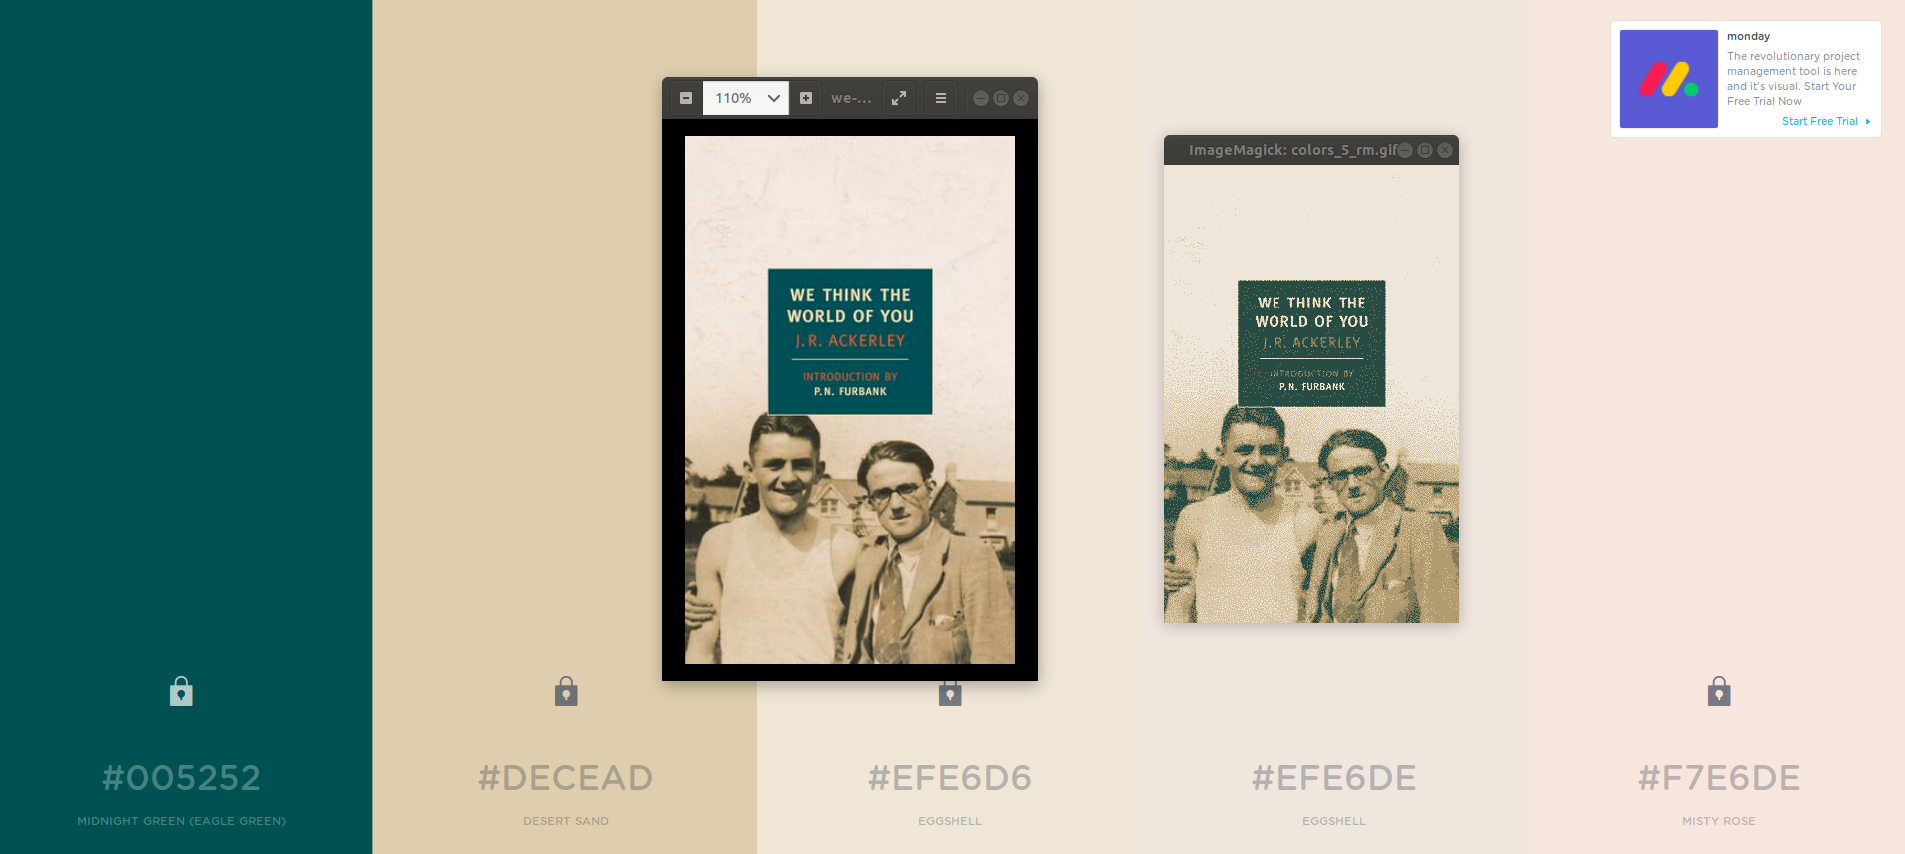 monday
The revolutionary project
management tool is here
and it's visual. Start Your
Free Trial Now
Start Free Trial
110%
we-...
WE THINK THE
WORLD OF YOU
J.R. ACKERLEY
INTRODUCTION BY
P.N. FURBANK
ImageMagick: colors_5_rm.gif
WE THINK THE
WORLD OF YOU
J.R. ACKERLEY
INTRODUCTION BY
P.N. FURBANK
#005252
MIDNIGHT GREEN (EAGLE GREEN)
#DECEAD
DESERT SAND
#EFE6D6
EGGSHELL
#EFE6DE
EGGSHELL
#F7E6DE
MISTY ROSE